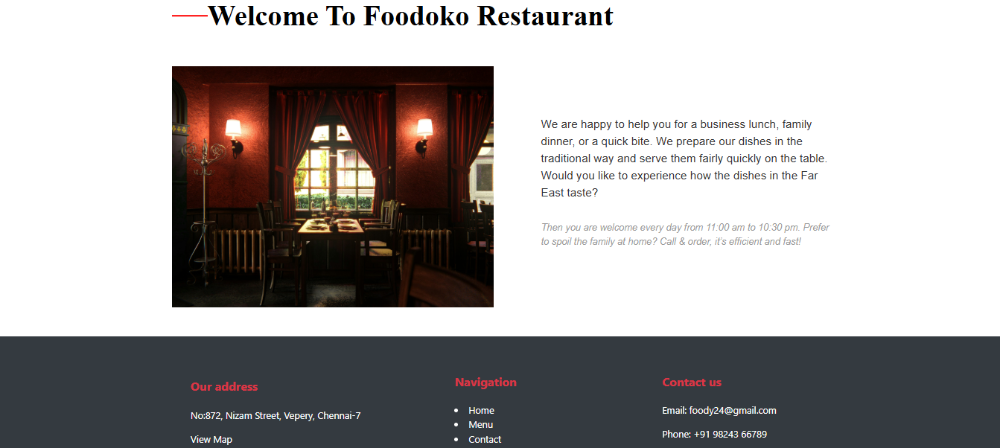 Welcome To Foodoko Restaurant
We are happy to help you for a business lunch, family
dinner, or a quick bite. We prepare our dishes in the
traditional way and serve them fairly quickly on the table.
Would you like to experience how the dishes in the Far
East taste?
Then you are welcome every day from 11:00 am to 10:30 pm. Prefer
to spoil the family at home? Call & order, it's efficient and fast!
Our address
No:872, Nizam Street, Vepery, Chennai-7
View Map
Navigation
Home
Menu
Contact
Contact us
Email: foody24@gmail.com
Phone: +91 98243 66789